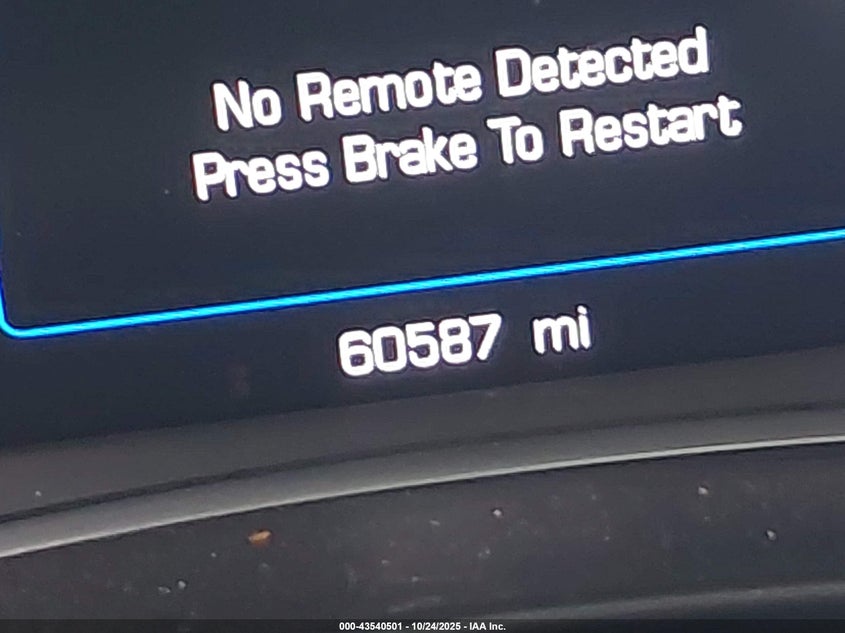 No Remote Detected
Press Brake To Restart
60587 mi
000-43540501 - 10/24/2025 - IAA Inc.